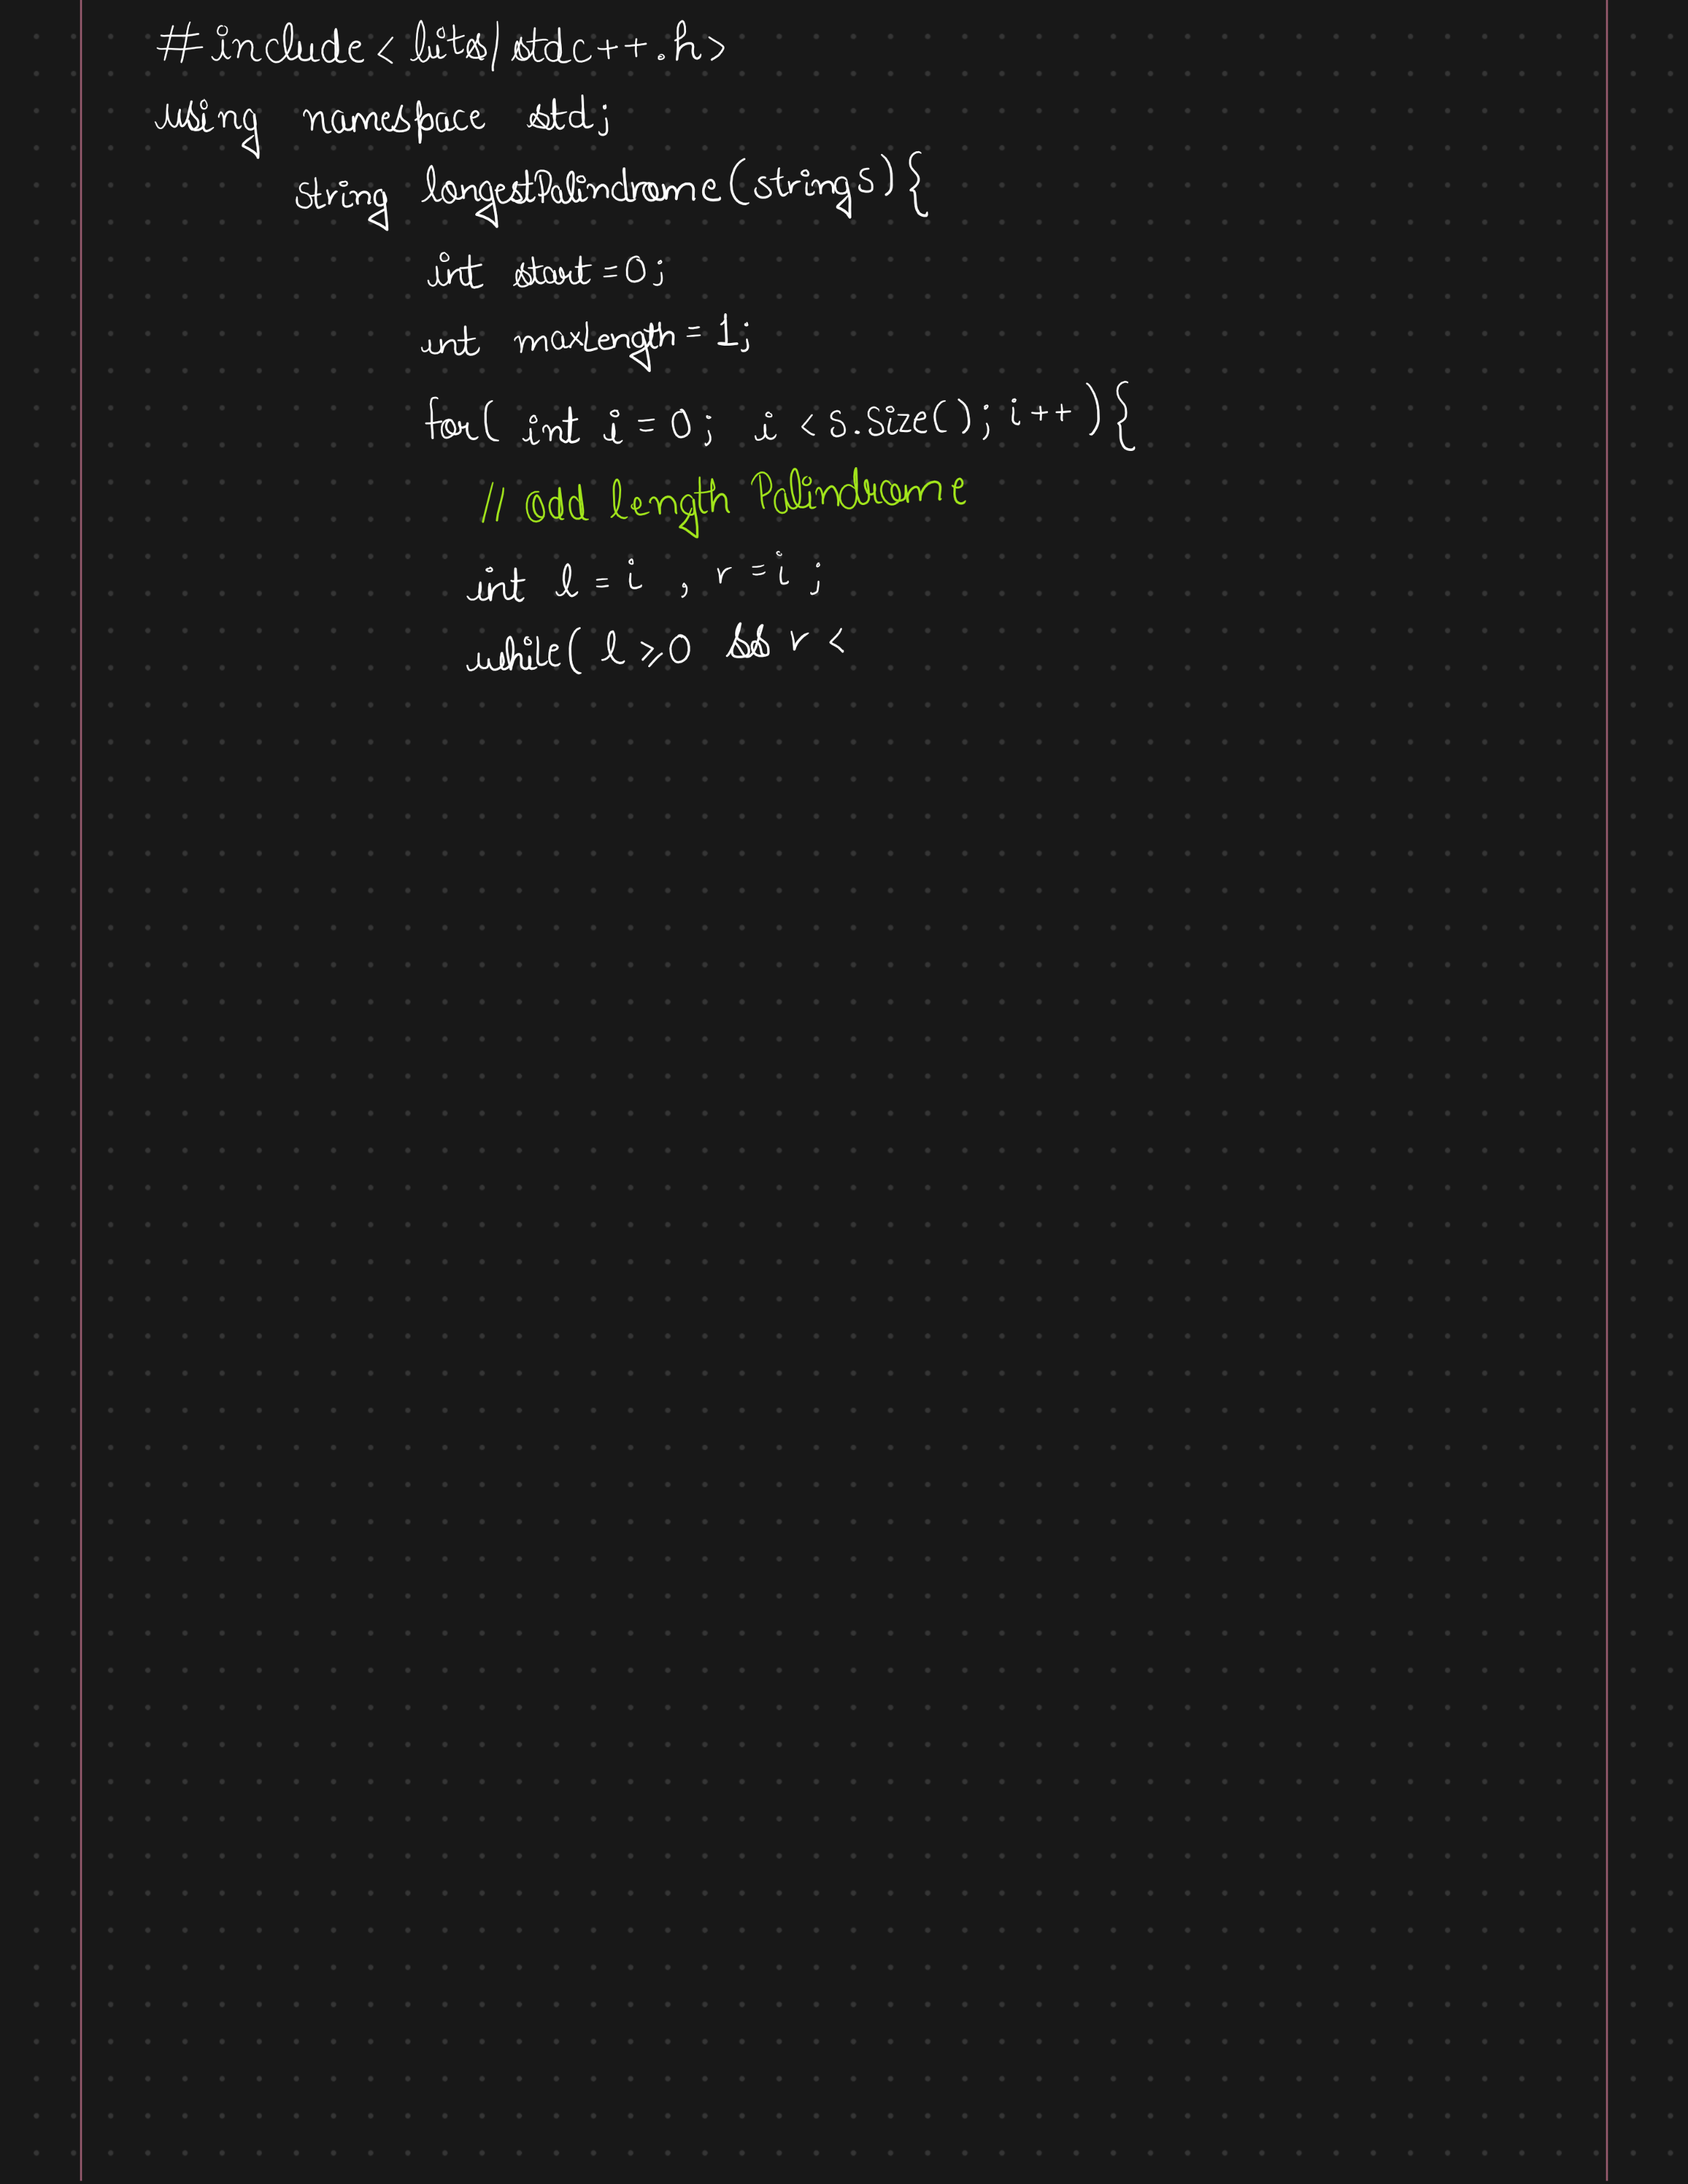 #include<bits/stdc++.h>
using namespace std;
string longestPalindrome(string s){
int start=0;
int maxLength=1;
for( int i=0; i<s.size(); i++){
// odd length Palindrome
int l=i , r=i ;
while( l>=0 && r <